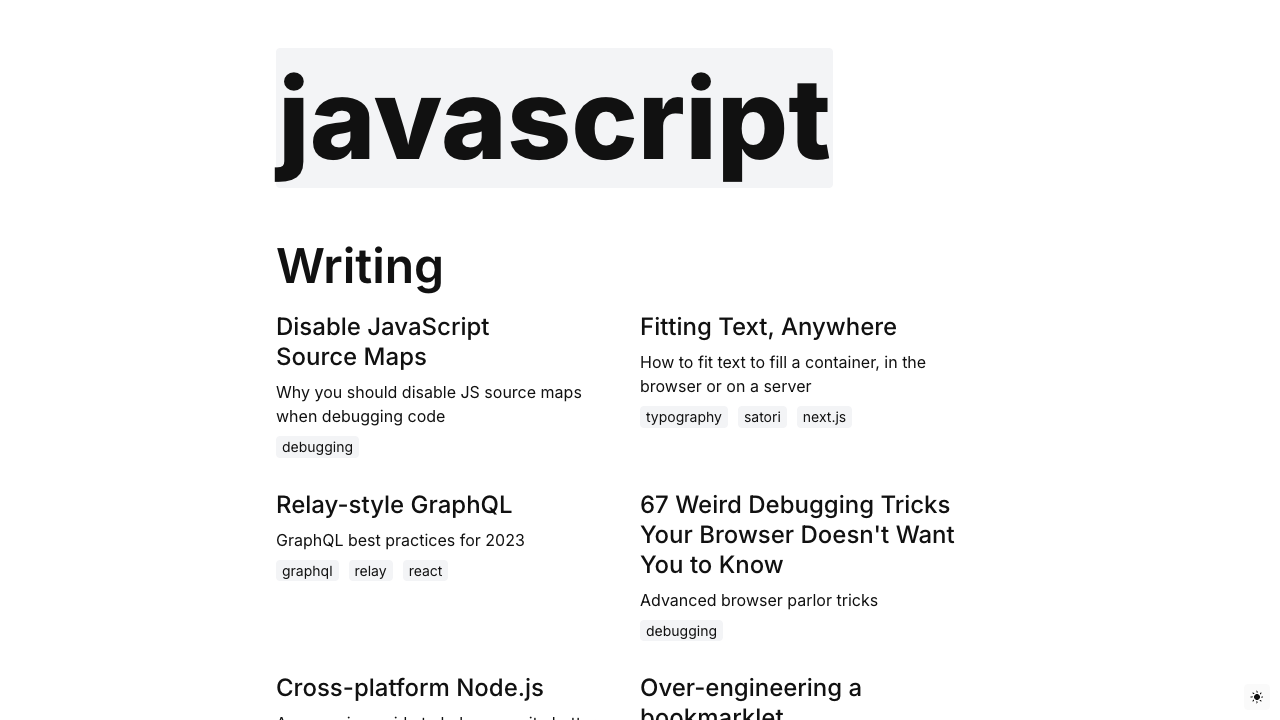 javascript
Writing
Disable JavaScript
Source Maps
Why you should disable JS source maps
when debugging code
debugging
Fitting Text, Anywhere
How to fit text to fill a container, in the
browser or on a server
typography satori next.js
Relay-style GraphQL
GraphQL best practices for 2023
graphql relay react
67 Weird Debugging Tricks
Your Browser Doesn't Want
You to Know
Advanced browser parlor tricks
debugging
Cross-platform Node.js
Over-engineering a
bookmarklet